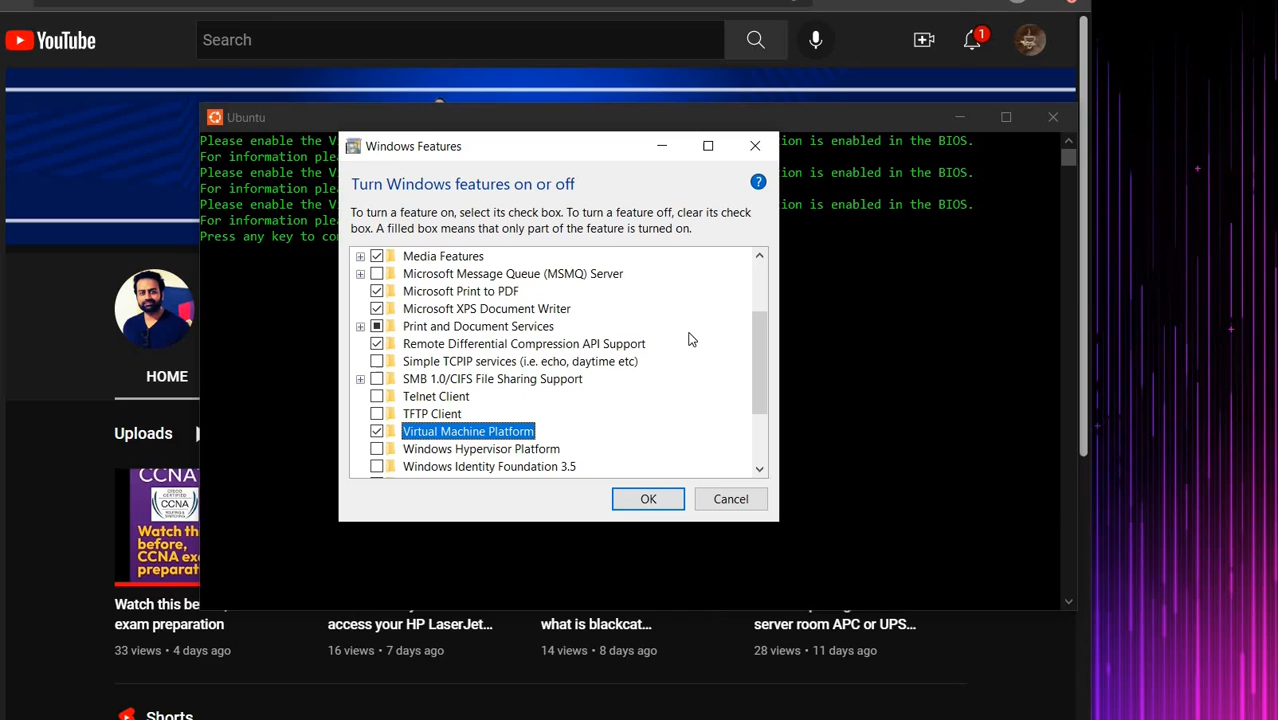 YouTube
Search
1
Ubuntu
Please enable the V
ion is enabled in the BIOS.
For information ple
Please enable the V
ion is enabled in the BIOS.
For information ple
Please enable the V
ion is enabled in the BIOS.
For information ple
Press any key to co
Windows Features
Turn Windows features on or off
?
To turn a feature on, select its check box. To turn a feature off, clear its check
box. A filled box means that only part of the feature is turned on.
Media Features
Microsoft Message Queue (MSMQ) Server
Microsoft Print to PDF
Microsoft XPS Document Writer
Print and Document Services
Remote Differential Compression API Support
Simple TCPIP services (i.e. echo, daytime etc)
SMB 1.0/CIFS File Sharing Support
Telnet Client
TFTP Client
Virtual Machine Platform
Windows Hypervisor Platform
Windows Identity Foundation 3.5
OK
Cancel
HOME
Uploads
CCNA
CISCO
CERTIFIED
CCNA
Watch this
before,
CCNA exa
preparat
Watch this be
exam preparation
33 views • 4 days ago
access your HP LaserJet...
16 views • 7 days ago
what is blackcat...
14 views • 8 days ago
server room APC or UPS...
28 views • 11 days ago
Shorts